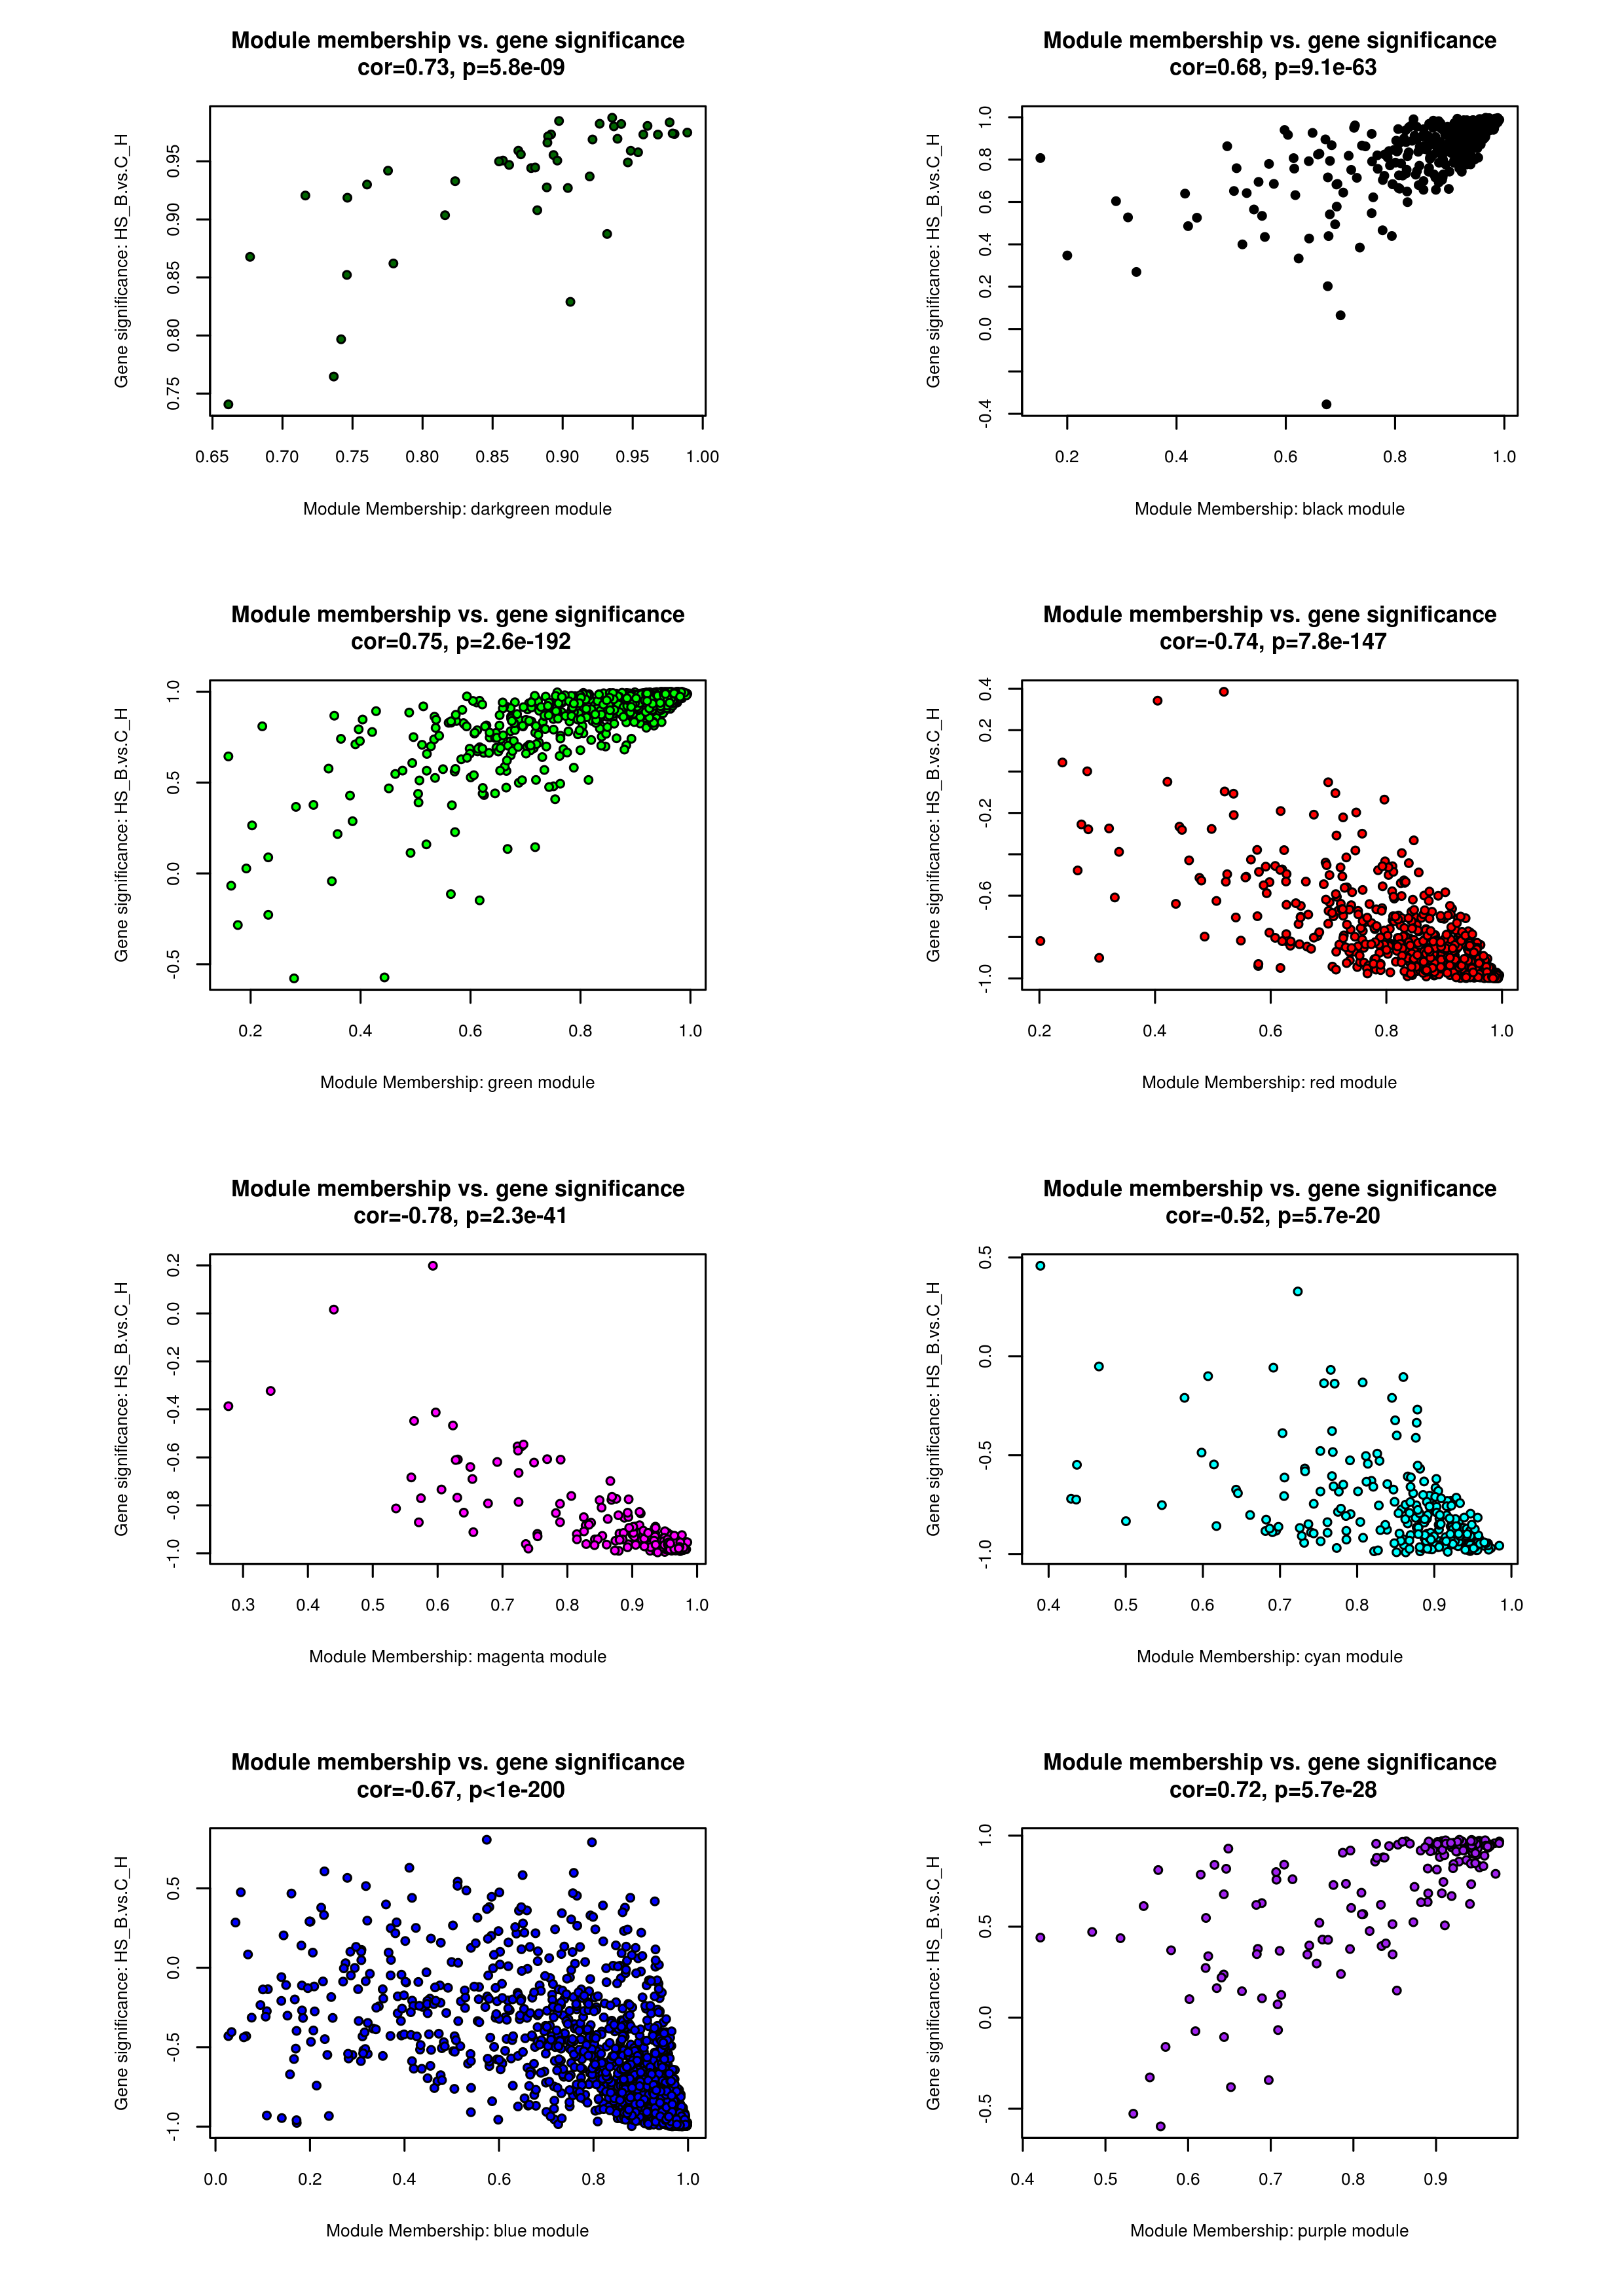 Module membership vs. gene significance
cor=0.73, p=5.8e-09
Gene significance: HS_B.vs.C_H
0.95
0.90
0.85
0.80
0.75
0.65 0.70 0.75 0.80 0.85 0.90 0.95 1.00
Module Membership: darkgreen module
Module membership vs. gene significance
cor=0.68, p=9.1e-63
Gene significance: HS_B.vs.C_H
1.0
0.8
0.6
0.4
0.2
0.0
-0.4
0.2 0.4 0.6 0.8 1.0
Module Membership: black module
Module membership vs. gene significance
cor=0.75, p=2.6e-192
Gene significance: HS_B.vs.C_H
1.0
0.5
0.0
-0.5
0.2 0.4 0.6 0.8 1.0
Module Membership: green module
Module membership vs. gene significance
cor=-0.74, p=7.8e-147
Gene significance: HS_B.vs.C_H
0.4
0.2
-0.2
-0.6
-1.0
0.2 0.4 0.6 0.8 1.0
Module Membership: red module
Module membership vs. gene significance
cor=-0.78, p=2.3e-41
Gene significance: HS_B.vs.C_H
0.2
0.0
-0.2
-0.4
-0.6
-0.8
-1.0
0.3 0.4 0.5 0.6 0.7 0.8 0.9 1.0
Module Membership: magenta module
Module membership vs. gene significance
cor=-0.52, p=5.7e-20
Gene significance: HS_B.vs.C_H
0.5
0.0
-0.5
-1.0
0.4 0.5 0.6 0.7 0.8 0.9 1.0
Module Membership: cyan module
Module membership vs. gene significance
cor=-0.67, p<1e-200
Gene significance: HS_B.vs.C_H
0.5
0.0
-0.5
-1.0
0.0 0.2 0.4 0.6 0.8 1.0
Module Membership: blue module
Module membership vs. gene significance
cor=0.72, p=5.7e-28
Gene significance: HS_B.vs.C_H
1.0
0.5
0.0
-0.5
0.4 0.5 0.6 0.7 0.8 0.9
Module Membership: purple module